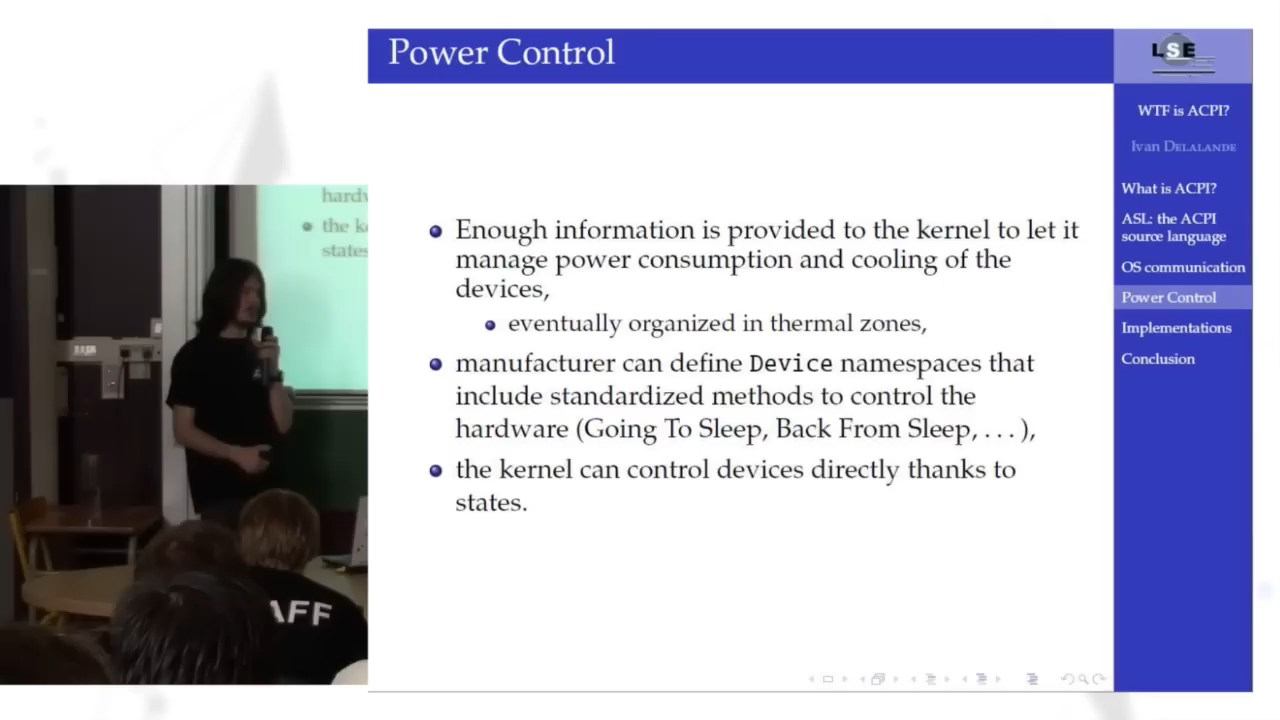 Power Control
LSE
WTF is ACPI?
Ivan DELALANDE
What is ACPI?
ASL: the ACPI
source language
OS communication
Power Control
Implementations
Conclusion
Enough information is provided to the kernel to let it
manage power consumption and cooling of the
devices,
eventually organized in thermal zones,
manufacturer can define Device namespaces that
include standardized methods to control the
hardware (Going To Sleep, Back From Sleep, . . . ),
the kernel can control devices directly thanks to
states.
the k
states
AFF